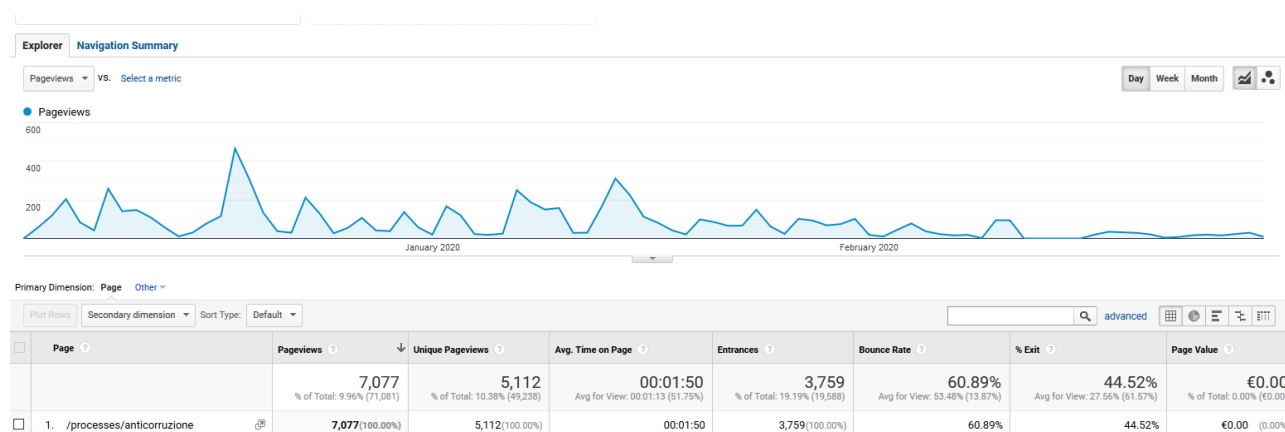 Explorer Navigation Summary
Pageviews VS. Select a metric Day Week Month
Pageviews
600
400
200
January 2020 February 2020
Primary Dimension: Page Other
Plot Rows Secondary dimension Sort Type: Default advanced
Page ? Pageviews ? Unique Pageviews ? Avg. Time on Page ? Entrances ? Bounce Rate ? % Exit ? Page Value ?
7,077 5,112 00:01:50 3,759 60.89% 44.52% €0.00
% of Total: 9.96% (71,081) % of Total: 10.38% (49,238) Avg for View: 00:01:13 (51.75%) % of Total: 19.19% (19,588) Avg for View: 53.48% (13.87%) Avg for View: 27.56% (61.57%) % of Total: 0.00% (€0.00
1. /processes/anticorruzione 7,077(100.00%) 5,112(100.00%) 00:01:50 3,759(100.00%) 60.89% 44.52% €0.00 (0.00%